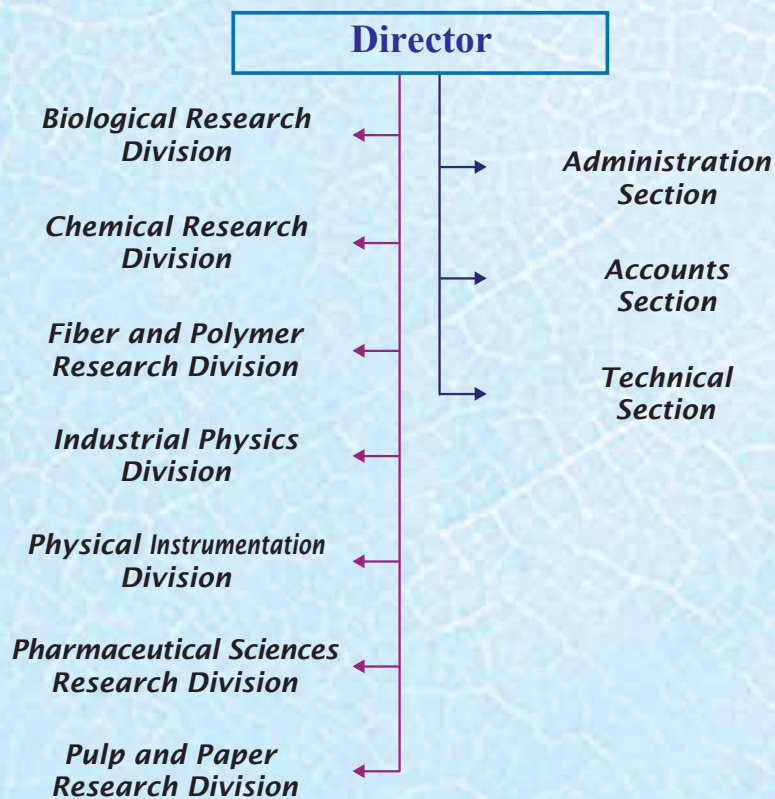 Director
Biological Research
Division
Chemical Research
Division
Fiber and Polymer
Research Division
Industrial Physics
Division
Physical Instrumentation
Division
Pharmaceutical Sciences
Research Division
Pulp and Paper
Research Division
Administration
Section
Accounts
Section
Technical
Section